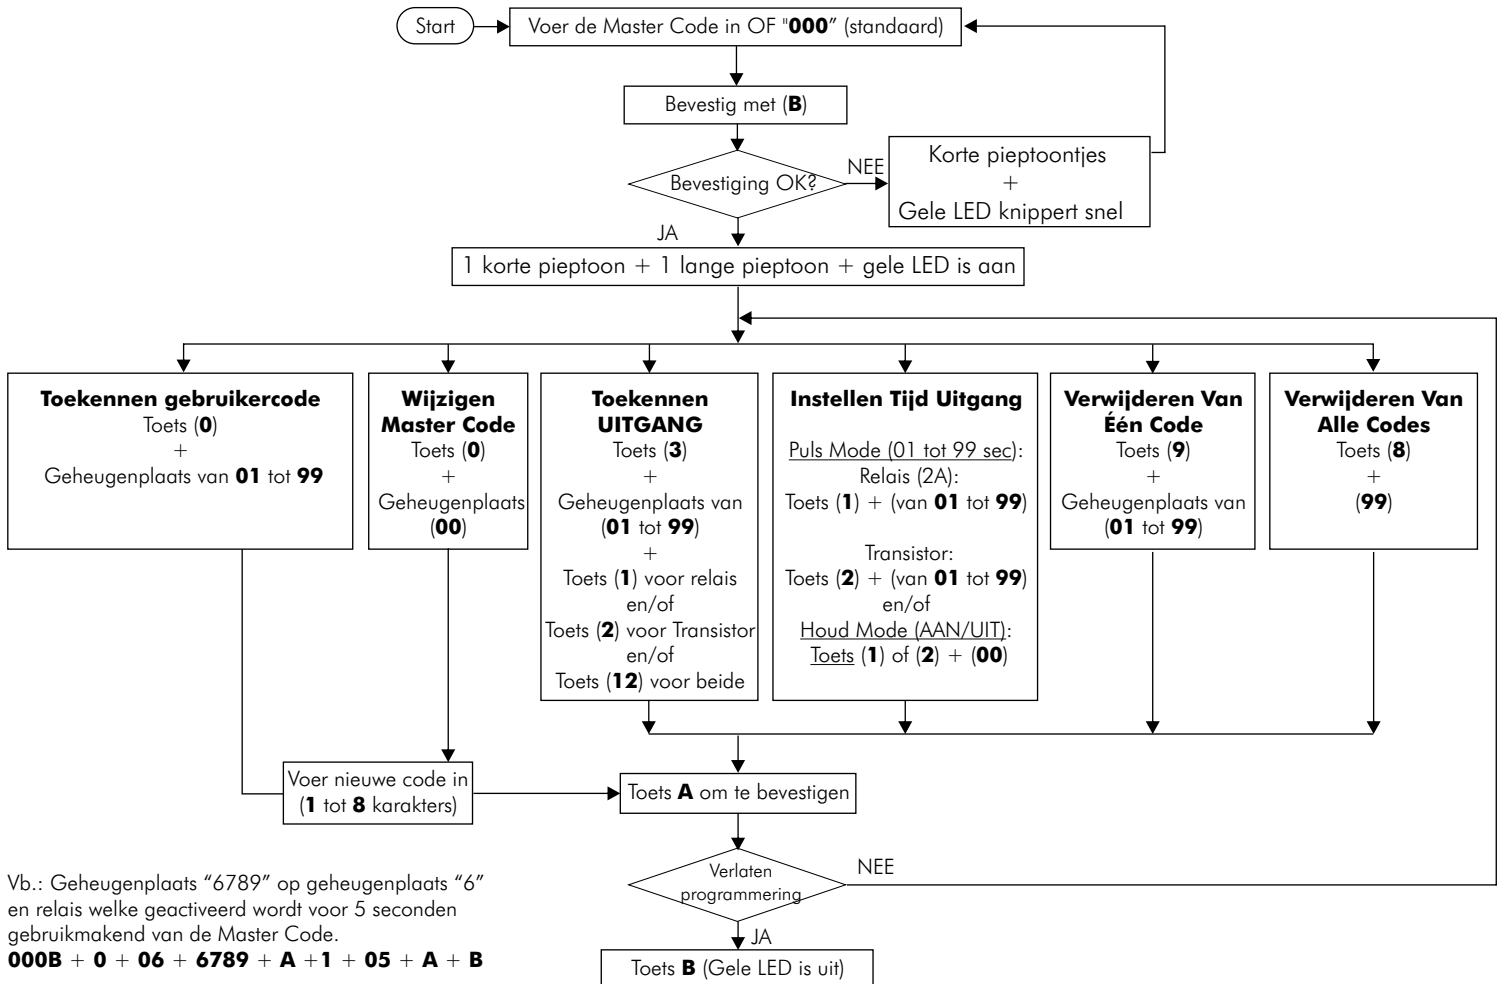 Start
Voer de Master Code in OF "000” (standaard)
Bevestig met (B)
Bevestiging OK?
NEE
Korte pieptoontjes
+
Gele LED knippert snel
JA
1 korte pieptoon + 1 lange pieptoon + gele LED is aan
Toekennen gebruikercode
Toets (0)
+
Geheugenplaats van 01 tot 99
Wijzigen
Master Code
Toets (0)
+
Geheugenplaats
(00)
Toekennen
UITGANG
Toets (3)
+
Geheugenplaats van
(01 tot 99)
+
Toets (1) voor relais
en/of
Toets (2) voor Transistor
en/of
Toets (12) voor beide
Instellen Tijd Uitgang
Puls Mode (01 tot 99 sec):
Relais (2A):
Toets (1) + (van 01 tot 99)
Transistor:
Toets (2) + (van 01 tot 99)
en/of
Houd Mode (AAN/UIT):
Toets (1) of (2) + (00)
Verwijderen Van
Één Code
Toets (9)
+
Geheugenplaats van
(01 tot 99)
Verwijderen Van
Alle Codes
Toets (8)
+
(99)
Voer nieuwe code in
(1 tot 8 karakters)
Toets A om te bevestigen
Verlaten
programmering
NEE
JA
Toets B (Gele LED is uit)
Vb.: Geheugenplaats “6789” op geheugenplaats “6”
en relais welke geactiveerd wordt voor 5 seconden
gebruikmakend van de Master Code.
000B + 0 + 06 + 6789 + A +1 + 05 + A + B